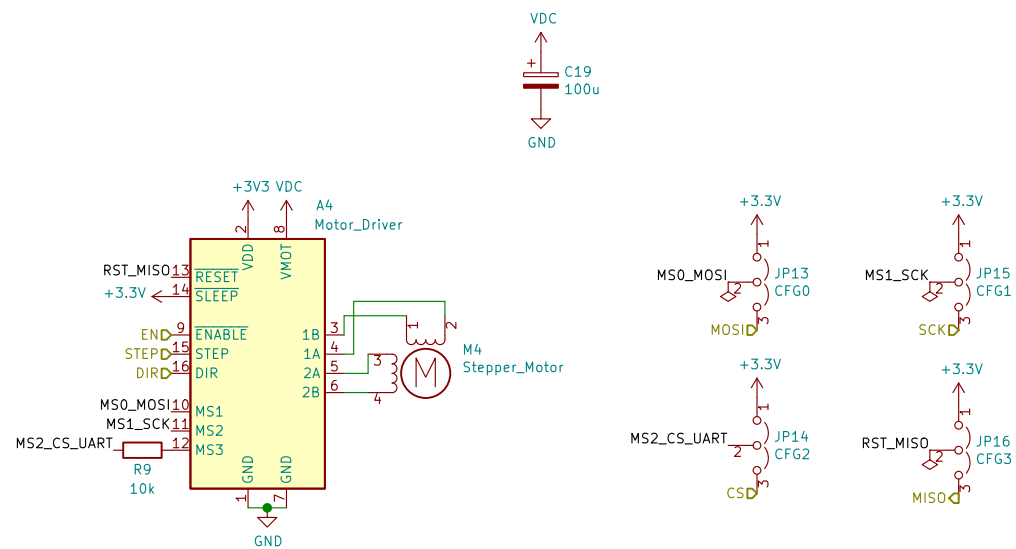 VDC
+
C19
100u
GND
+3V3 VDC
A4
Motor_Driver
2 8
VDD
VMOT
RST_MISO 13 RESET
+3.3V 14 SLEEP
EN 9 ENABLE
STEP 15 STEP
DIR 16 DIR
MS0_MOSI 10 MS1
MS1_SCK 11 MS2
MS2_CS_UART 12 MS3
R9
10k
1B 3
1A 4
2A 5
2B 6
1 2
3
4
M
M4
Stepper_Motor
GND GND
1 7
GND
+3.3V
1
MS0_MOSI 2
JP13
CFG0
MOSI 3
+3.3V
1
MS1_SCK 2
JP15
CFG1
SCK 3
+3.3V
1
MS2_CS_UART 2
JP14
CFG2
CS 3
+3.3V
1
RST_MISO 2
JP16
CFG3
MISO 3